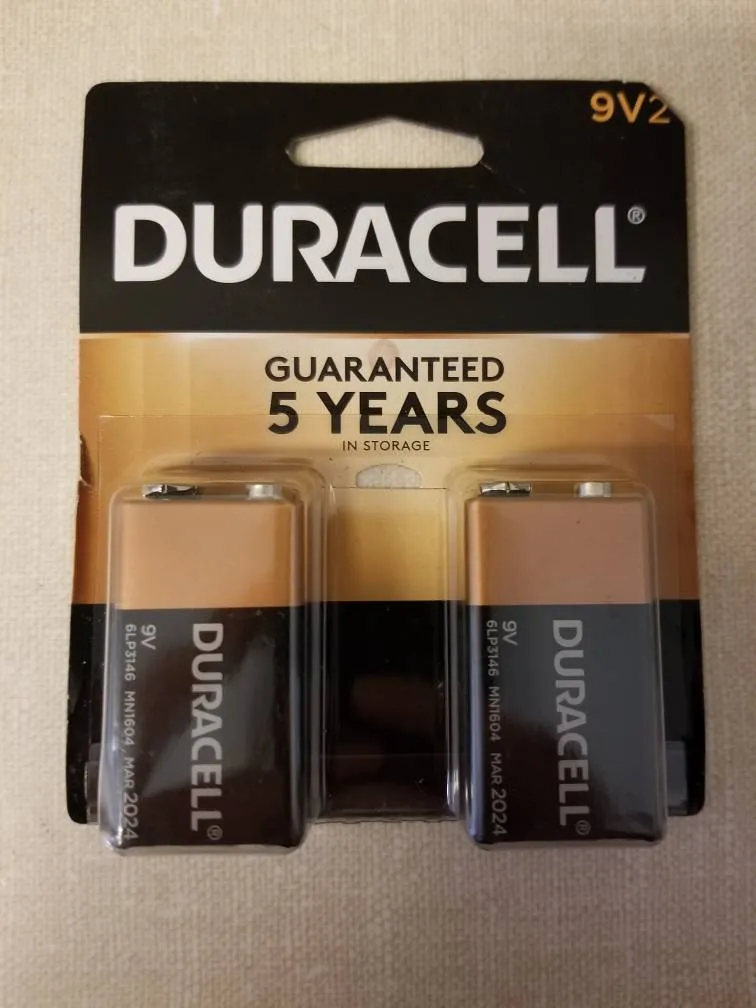 9V2
DURACELL®
GUARANTEED
5 YEARS
IN STORAGE
DURACELL®
9V
6LP3146 MN1604 MAR 2024
DURACELL®
9V
6LP3146 MN1604 MAR 2024